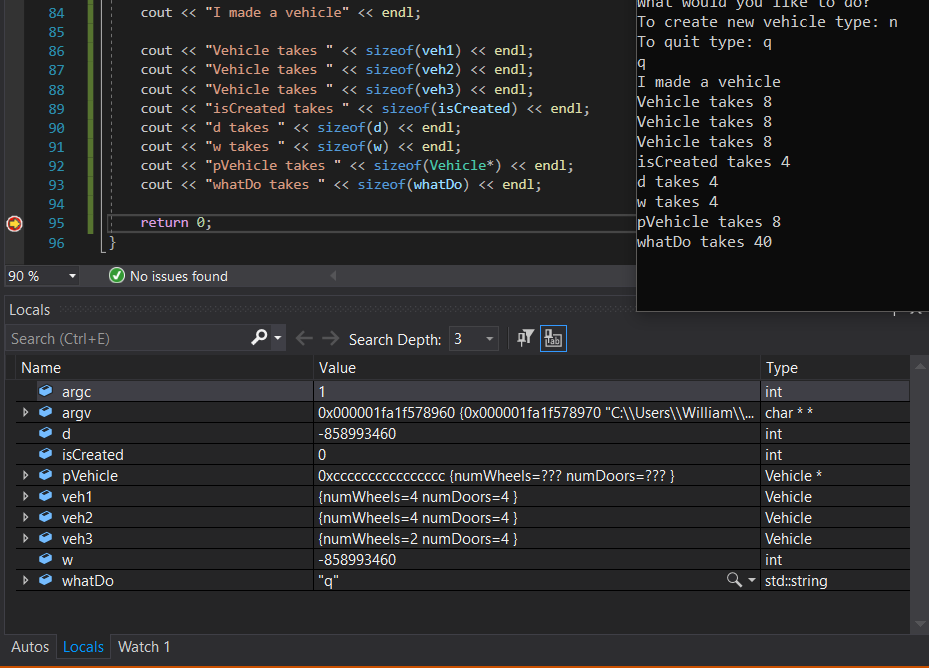 84 cout << "I made a vehicle" << endl;
85
86 cout << "Vehicle takes " << sizeof(veh1) << endl;
87 cout << "Vehicle takes " << sizeof(veh2) << endl;
88 cout << "Vehicle takes " << sizeof(veh3) << endl;
89 cout << "isCreated takes " << sizeof(isCreated) << endl;
90 cout << "d takes " << sizeof(d) << endl;
91 cout << "w takes " << sizeof(w) << endl;
92 cout << "pVehicle takes " << sizeof(Vehicle*) << endl;
93 cout << "whatDo takes " << sizeof(whatDo) << endl;
94
95 return 0;
96 }
What would you like to do?
To create new vehicle type: n
To quit type: q
q
I made a vehicle
Vehicle takes 8
Vehicle takes 8
Vehicle takes 8
isCreated takes 4
d takes 4
w takes 4
pVehicle takes 8
whatDo takes 40
90 % No issues found
Locals
Search (Ctrl+E) Search Depth: 3
Name Value Type
argc 1 int
argv 0x000001fa1f578960 {0x000001fa1f578970 "C:\\Users\\William\\... char * *
d -858993460 int
isCreated 0 int
pVehicle 0xcccccccccccccccc {numWheels=??? numDoors=??? } Vehicle *
veh1 {numWheels=4 numDoors=4 } Vehicle
veh2 {numWheels=4 numDoors=4 } Vehicle
veh3 {numWheels=2 numDoors=4 } Vehicle
w -858993460 int
whatDo "q" std::string
Autos Locals Watch 1